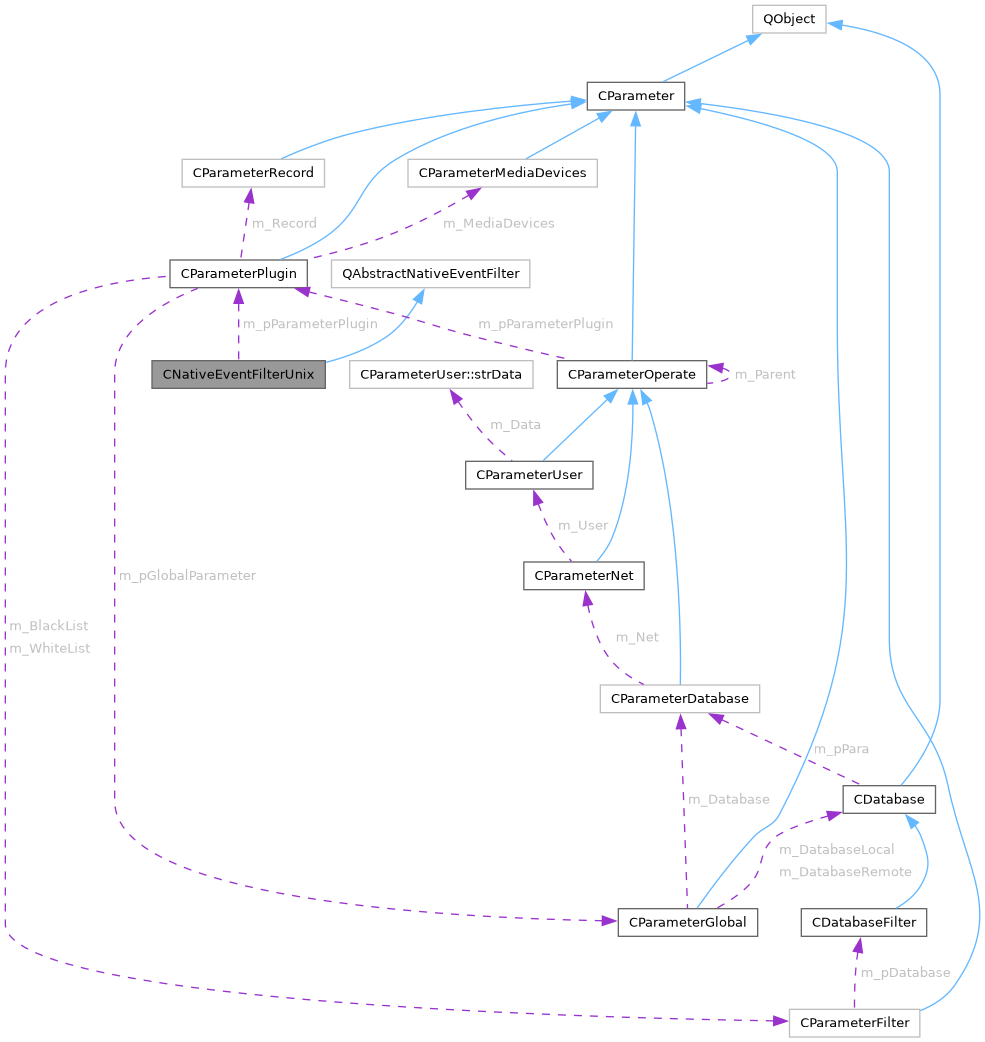 QObject
CParameter
CParameterRecord
CParameterMediaDevices
m_Record
m_MediaDevices
CParameterPlugin
QAbstractNativeEventFilter
m_pParameterPlugin
m_pParameterPlugin
CNativeEventFilterUnix
CParameterUser::strData
CParameterOperate
m_Parent
m_Data
CParameterUser
m_User
CParameterNet
m_pGlobalParameter
m_BlackList
m_WhiteList
m_Net
CParameterDatabase
m_pPara
CDatabase
m_Database
m_DatabaseLocal
m_DatabaseRemote
CParameterGlobal
CDatabaseFilter
m_pDatabase
CParameterFilter